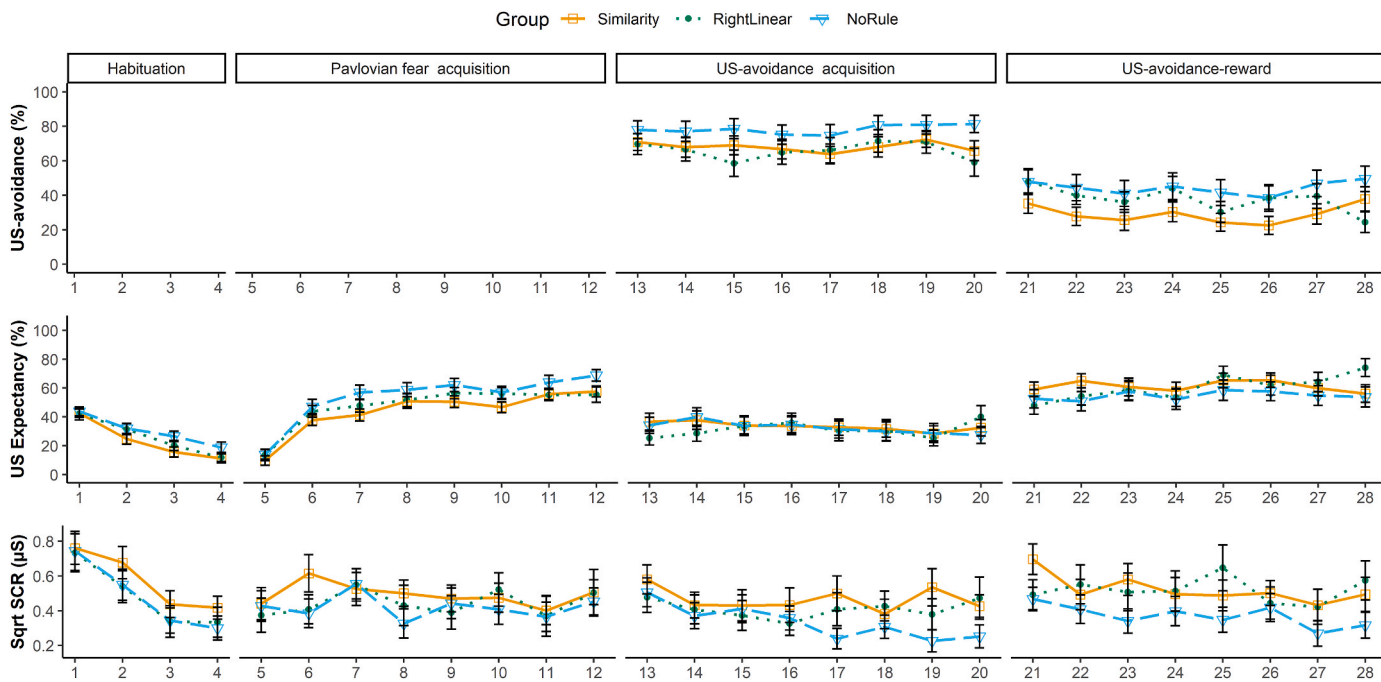 Group Similarity RightLinear NoRule
Habituation Pavlovian fear acquisition US-avoidance acquisition US-avoidance-reward
US-avoidance (%)
100
80
60
40
20
0
1 2 3 4 5 6 7 8 9 10 11 12 13 14 15 16 17 18 19 20 21 22 23 24 25 26 27 28
US Expectancy (%)
100
80
60
40
20
0
1 2 3 4 5 6 7 8 9 10 11 12 13 14 15 16 17 18 19 20 21 22 23 24 25 26 27 28
Sqrt SCR (µS)
0.8
0.6
0.4
0.2
1 2 3 4 5 6 7 8 9 10 11 12 13 14 15 16 17 18 19 20 21 22 23 24 25 26 27 28